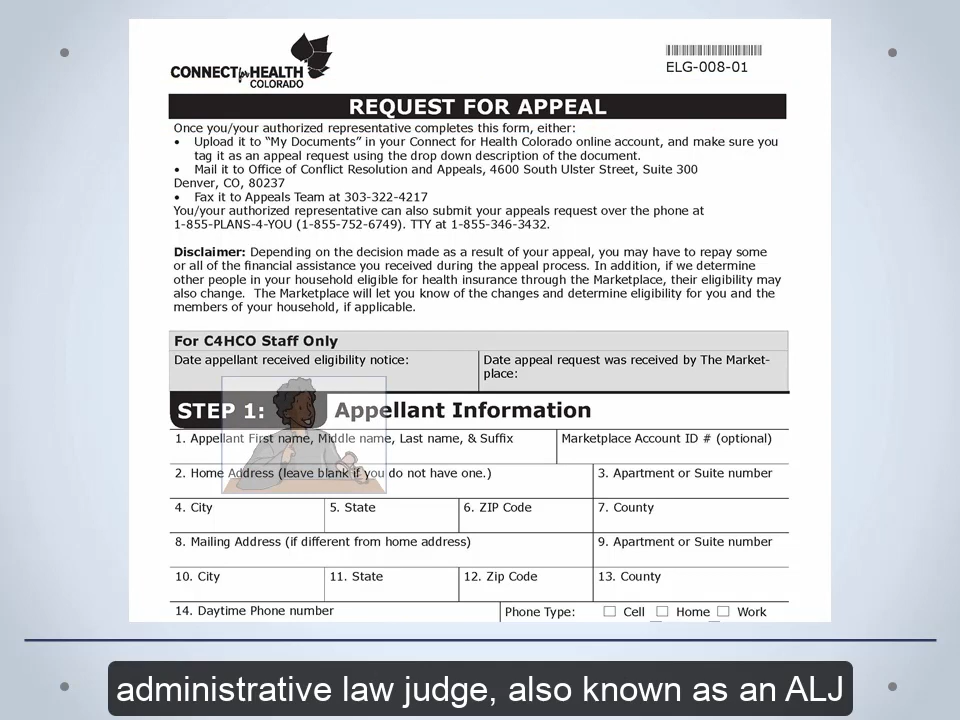 CONNECT for HEALTH
COLORADO
ELG-008-01
REQUEST FOR APPEAL
Once you/your authorized representative completes this form, either:
• Upload it to “My Documents” in your Connect for Health Colorado online account, and make sure you
tag it as an appeal request using the drop down description of the document.
• Mail it to Office of Conflict Resolution and Appeals, 4600 South Ulster Street, Suite 300
Denver, CO, 80237
• Fax it to Appeals Team at 303-322-4217
You/your authorized representative can also submit your appeals request over the phone at
1-855-PLANS-4-YOU (1-855-752-6749). TTY at 1-855-346-3432.
Disclaimer: Depending on the decision made as a result of your appeal, you may have to repay some
or all of the financial assistance you received during the appeal process. In addition, if we determine
other people in your household eligible for health insurance through the Marketplace, their eligibility may
also change. The Marketplace will let you know of the changes and determine eligibility for you and the
members of your household, if applicable.
For C4HCO Staff Only
Date appellant received eligibility notice:
Date appeal request was received by The Market-
place:
STEP 1: Appellant Information
1. Appellant First name, Middle name, Last name, & Suffix
Marketplace Account ID # (optional)
2. Home Address (leave blank if you do not have one.)
3. Apartment or Suite number
4. City
5. State
6. ZIP Code
7. County
8. Mailing Address (if different from home address)
9. Apartment or Suite number
10. City
11. State
12. Zip Code
13. County
14. Daytime Phone number
Phone Type: Cell Home Work
administrative law judge, also known as an ALJ